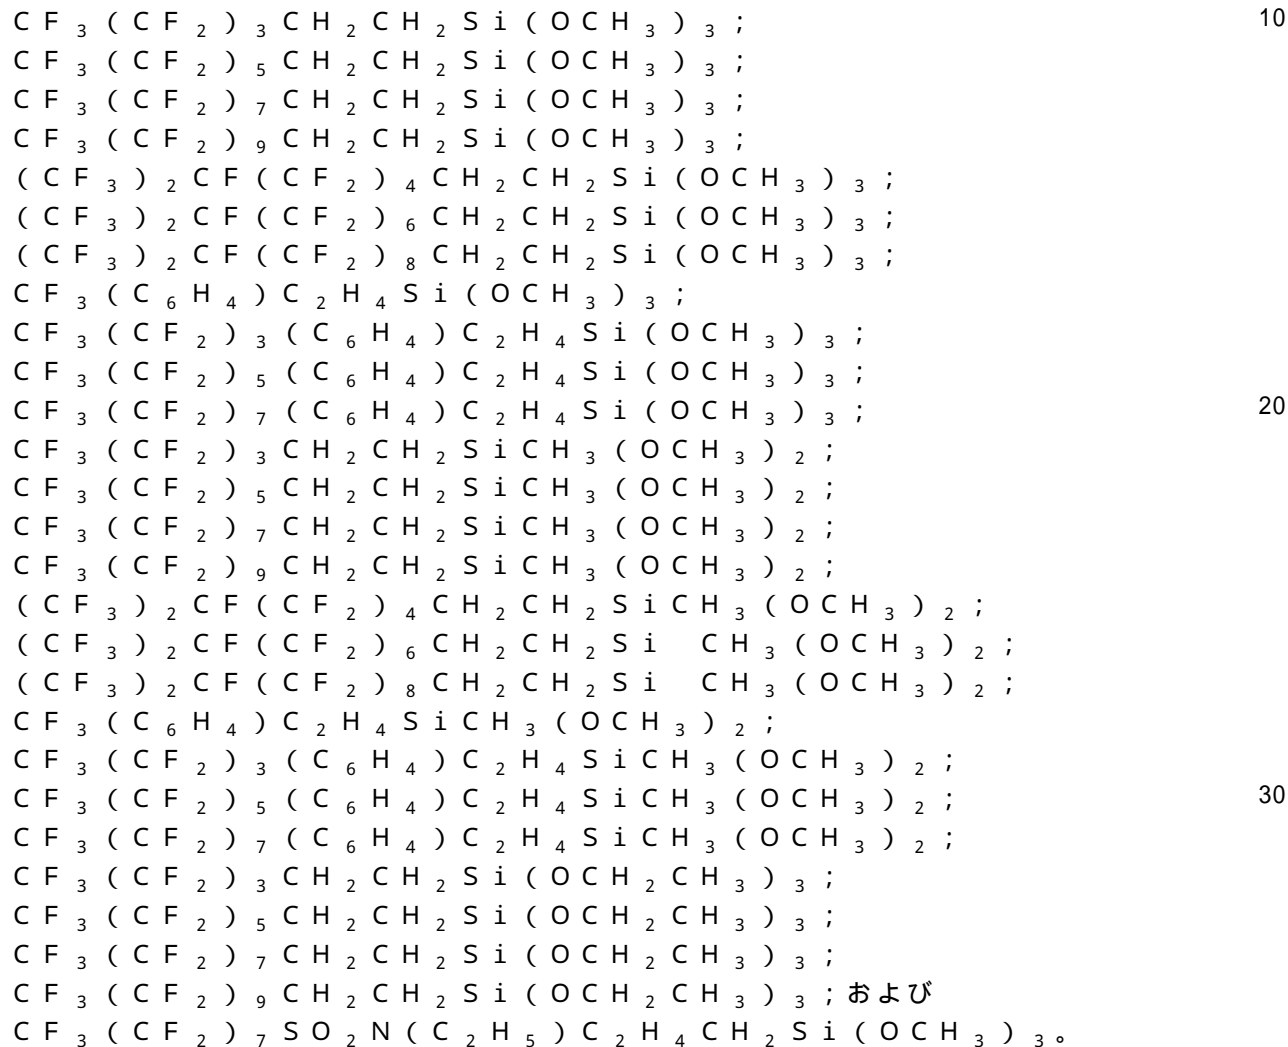 CF₃(CF₂)₃CH₂CH₂Si(OCH₃)₃; 10
CF₃(CF₂)₅CH₂CH₂Si(OCH₃)₃;
CF₃(CF₂)₇CH₂CH₂Si(OCH₃)₃;
CF₃(CF₂)₉CH₂CH₂Si(OCH₃)₃;
(CF₃)₂CF(CF₂)₄CH₂CH₂Si(OCH₃)₃;
(CF₃)₂CF(CF₂)₆CH₂CH₂Si(OCH₃)₃;
(CF₃)₂CF(CF₂)₈CH₂CH₂Si(OCH₃)₃;
CF₃(C₆H₄)C₂H₄Si(OCH₃)₃;
CF₃(CF₂)₃(C₆H₄)C₂H₄Si(OCH₃)₃;
CF₃(CF₂)₅(C₆H₄)C₂H₄Si(OCH₃)₃;
CF₃(CF₂)₇(C₆H₄)C₂H₄Si(OCH₃)₃; 20
CF₃(CF₂)₃CH₂CH₂SiCH₃(OCH₃)₂;
CF₃(CF₂)₅CH₂CH₂SiCH₃(OCH₃)₂;
CF₃(CF₂)₇CH₂CH₂SiCH₃(OCH₃)₂;
CF₃(CF₂)₉CH₂CH₂SiCH₃(OCH₃)₂;
(CF₃)₂CF(CF₂)₄CH₂CH₂SiCH₃(OCH₃)₂;
(CF₃)₂CF(CF₂)₆CH₂CH₂Si CH₃(OCH₃)₂;
(CF₃)₂CF(CF₂)₈CH₂CH₂Si CH₃(OCH₃)₂;
CF₃(C₆H₄)C₂H₄SiCH₃(OCH₃)₂;
CF₃(CF₂)₃(C₆H₄)C₂H₄SiCH₃(OCH₃)₂;
CF₃(CF₂)₅(C₆H₄)C₂H₄SiCH₃(OCH₃)₂; 30
CF₃(CF₂)₇(C₆H₄)C₂H₄SiCH₃(OCH₃)₂;
CF₃(CF₂)₃CH₂CH₂Si(OCH₂CH₃)₃;
CF₃(CF₂)₅CH₂CH₂Si(OCH₂CH₃)₃;
CF₃(CF₂)₇CH₂CH₂Si(OCH₂CH₃)₃;
CF₃(CF₂)₉CH₂CH₂Si(OCH₂CH₃)₃;および
CF₃(CF₂)₇SO₂N(C₂H₅)C₂H₄CH₂Si(OCH₃)₃。